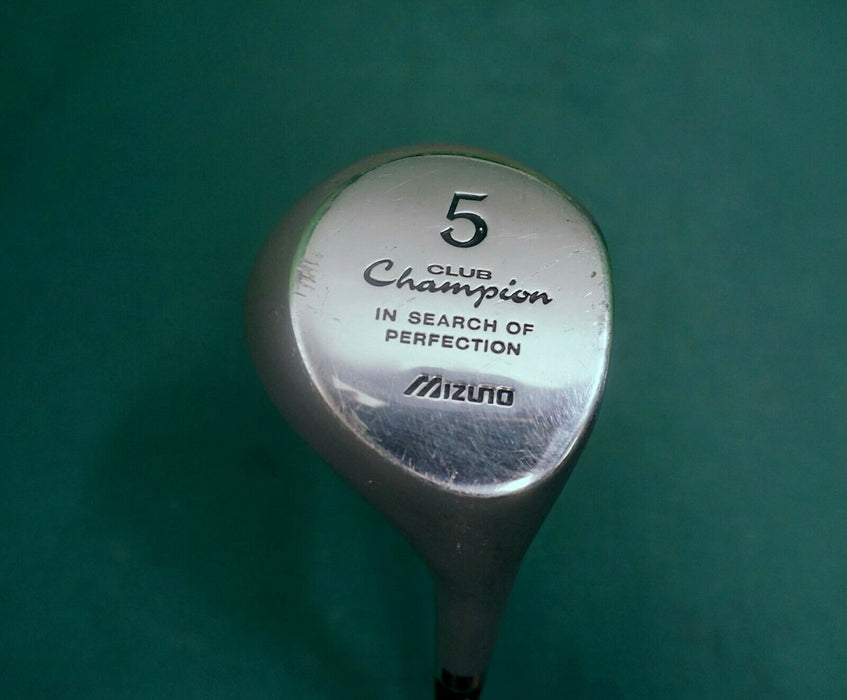 5
CLUB
Champion
IN SEARCH OF
PERFECTION
MIZUNO